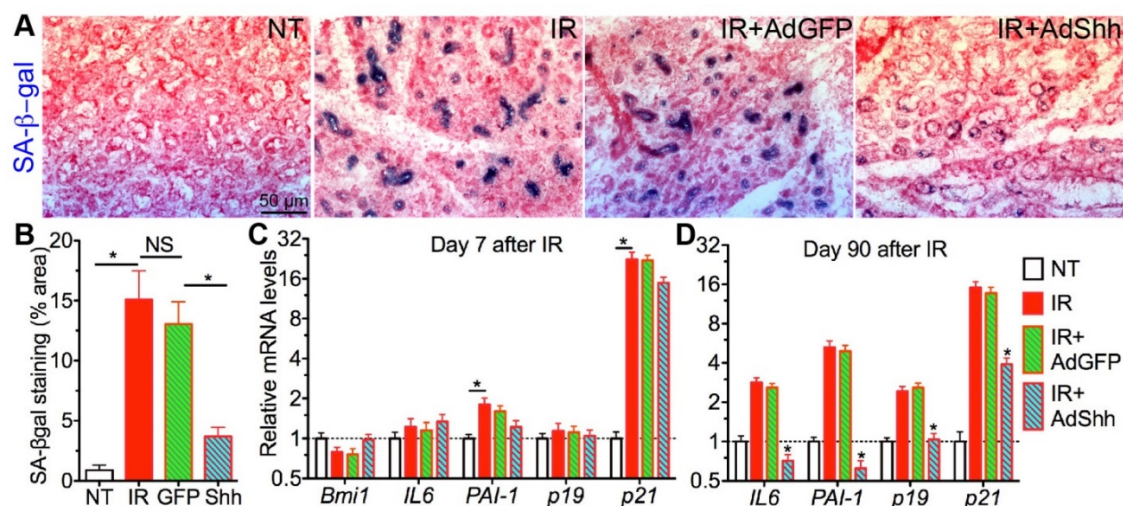 A
NT
IR
IR+AdGFP
IR+AdShh
SA-β-gal
50 μm
B
SA-βgal staining (% area)
20
15
10
5
0
NT IR GFP Shh
*
NS
*
C
Day 7 after IR
Relative mRNA levels
32
16
8
4
2
1
0.5
Bmi1 IL6 PAI-1 p19 p21
*
*
D
Day 90 after IR
32
16
8
4
2
1
0.5
IL6 PAI-1 p19 p21
*
*
*
*
NT
IR
IR+
AdGFP
IR+
AdShh